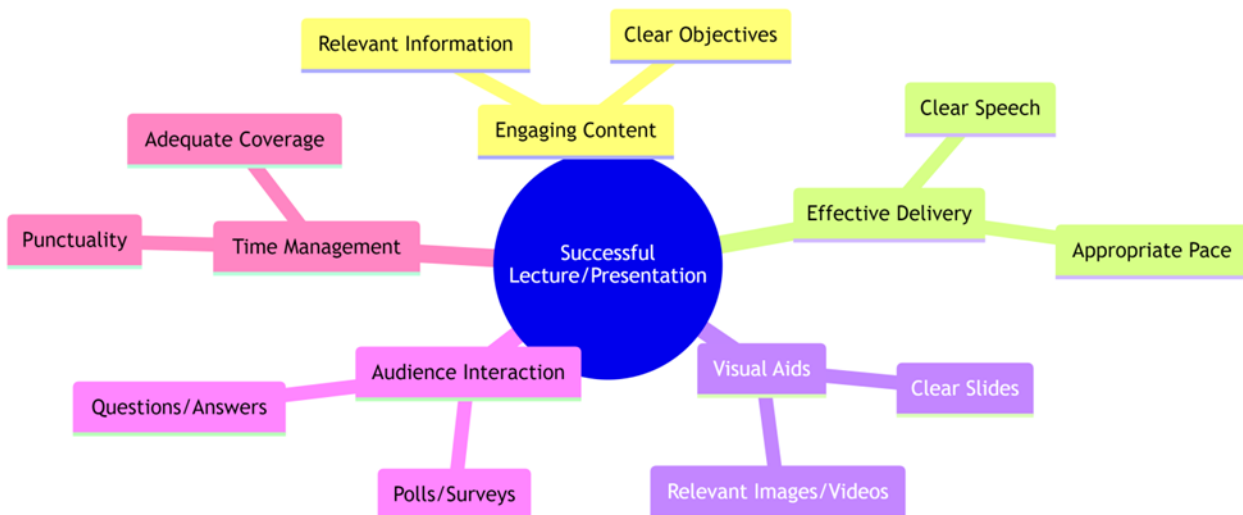 Relevant Information
Clear Objectives
Engaging Content
Clear Speech
Adequate Coverage
Effective Delivery
Punctuality
Time Management
Successful
Lecture/Presentation
Appropriate Pace
Audience Interaction
Visual Aids
Clear Slides
Questions/Answers
Polls/Surveys
Relevant Images/Videos